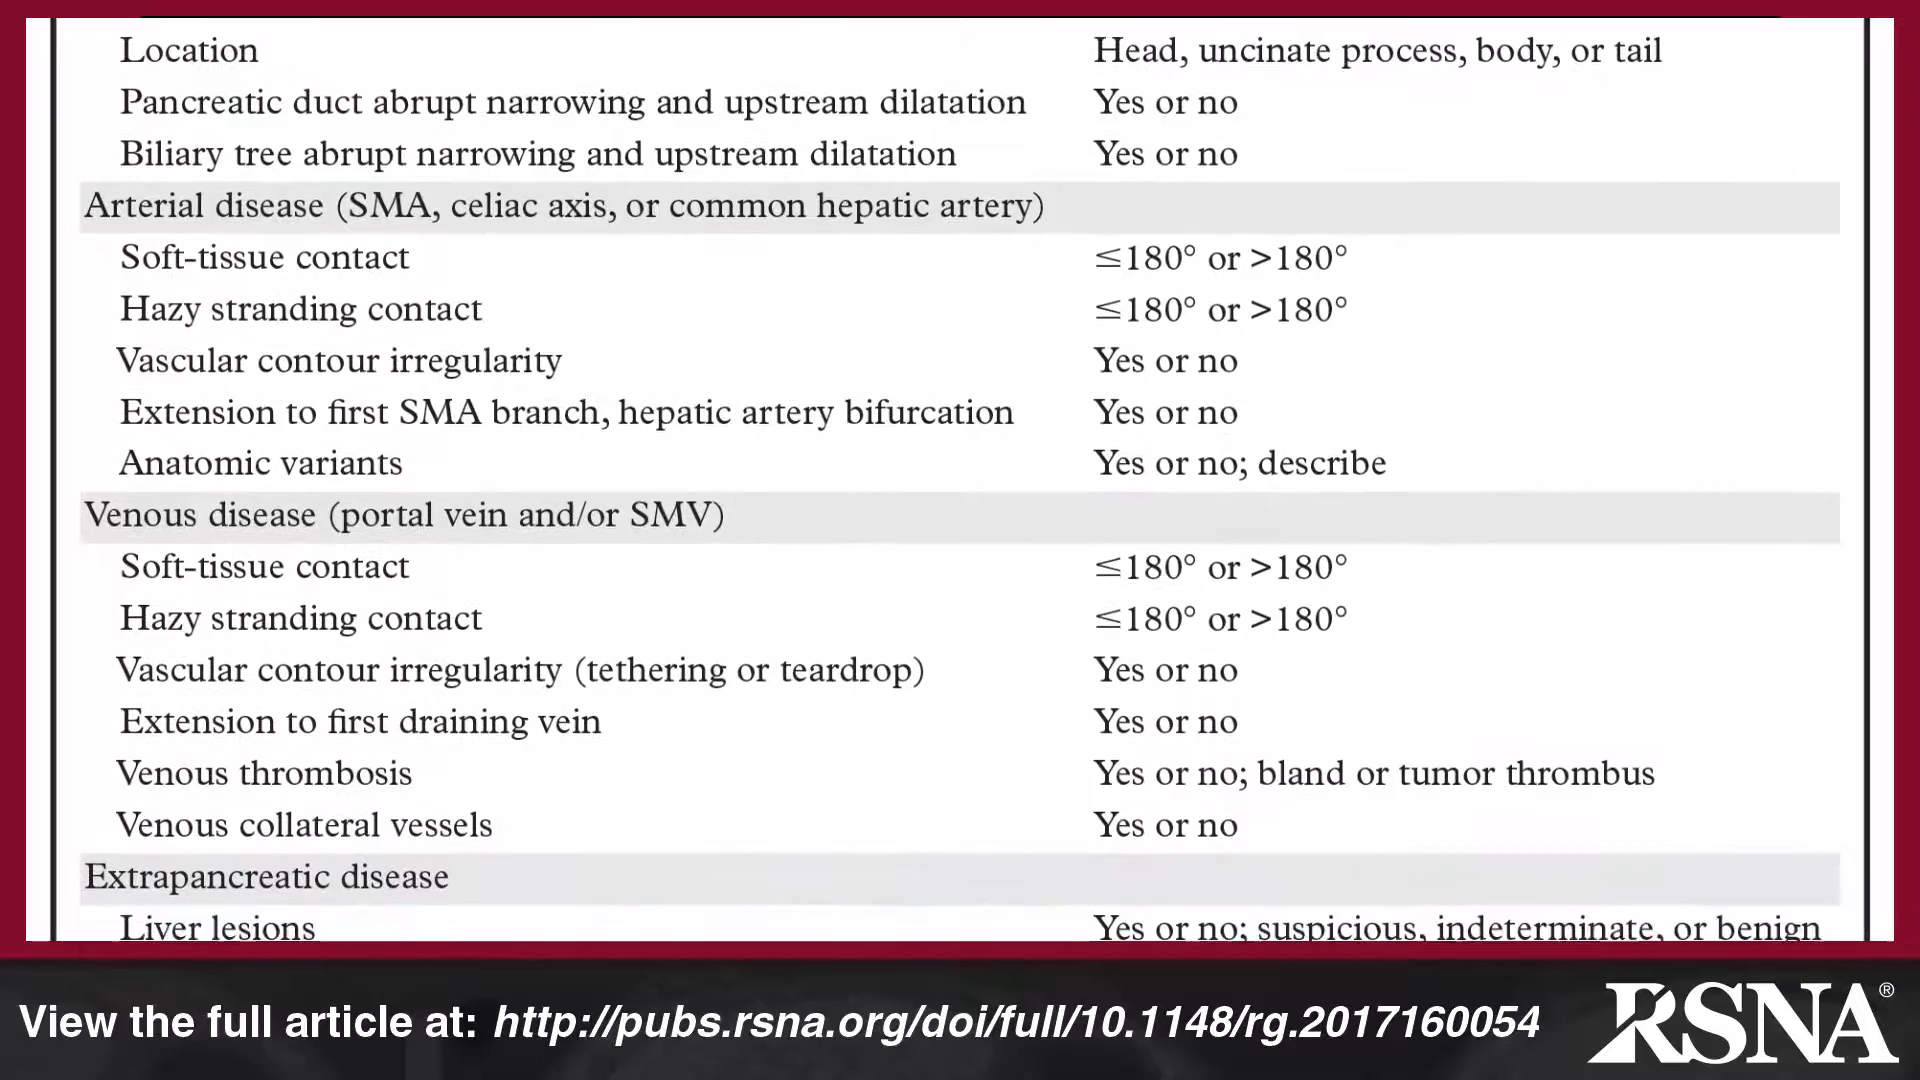 Location Head, uncinate process, body, or tail
Pancreatic duct abrupt narrowing and upstream dilatation Yes or no
Biliary tree abrupt narrowing and upstream dilatation Yes or no
Arterial disease (SMA, celiac axis, or common hepatic artery)
Soft-tissue contact ≤180° or >180°
Hazy stranding contact ≤180° or >180°
Vascular contour irregularity Yes or no
Extension to first SMA branch, hepatic artery bifurcation Yes or no
Anatomic variants Yes or no; describe
Venous disease (portal vein and/or SMV)
Soft-tissue contact ≤180° or >180°
Hazy stranding contact ≤180° or >180°
Vascular contour irregularity (tethering or teardrop) Yes or no
Extension to first draining vein Yes or no
Venous thrombosis Yes or no; bland or tumor thrombus
Venous collateral vessels Yes or no
Extrapancreatic disease
Liver lesions Yes or no; suspicious, indeterminate, or benign
View the full article at: http://pubs.rsna.org/doi/full/10.1148/rg.2017160054
RSNA®